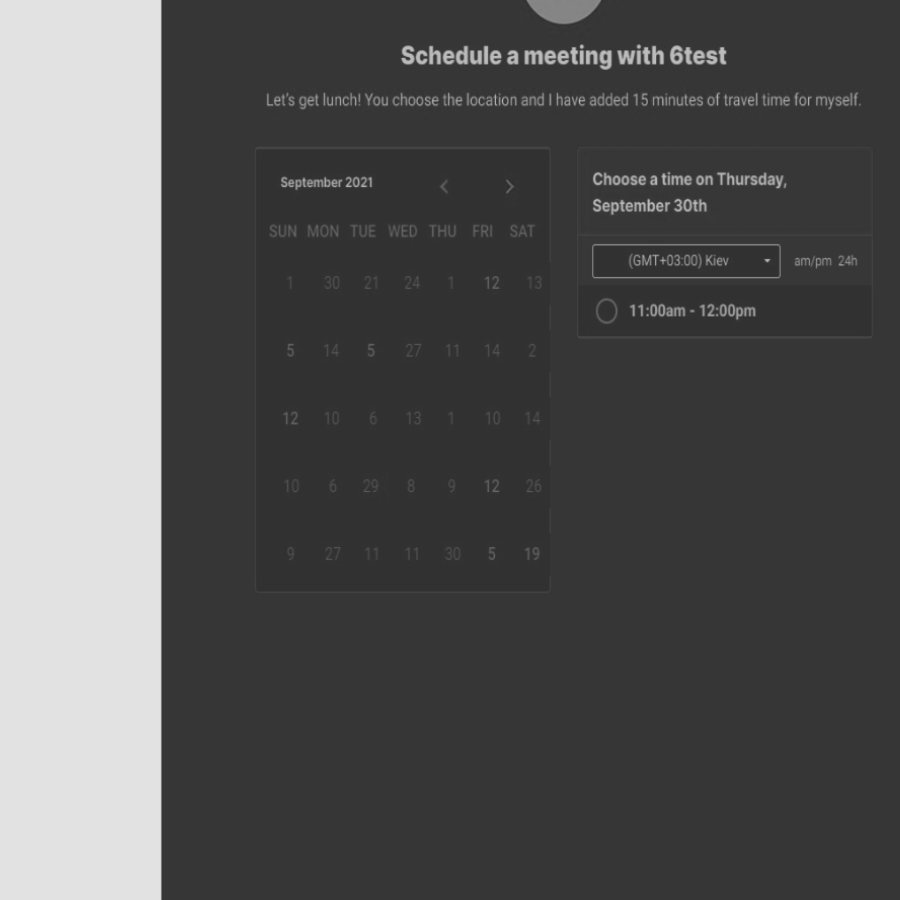 Schedule a meeting with 6test
Let's get lunch! You choose the location and I have added 15 minutes of travel time for myself.
September 2021
SUN MON TUE WED THU FRI SAT
1 30 21 24 1 12 13
5 14 5 27 11 14 2
12 10 6 13 1 10 14
10 6 29 8 9 12 26
9 27 11 11 30 5 19
Choose a time on Thursday,
September 30th
(GMT+03:00) Kiev am/pm 24h
11:00am - 12:00pm